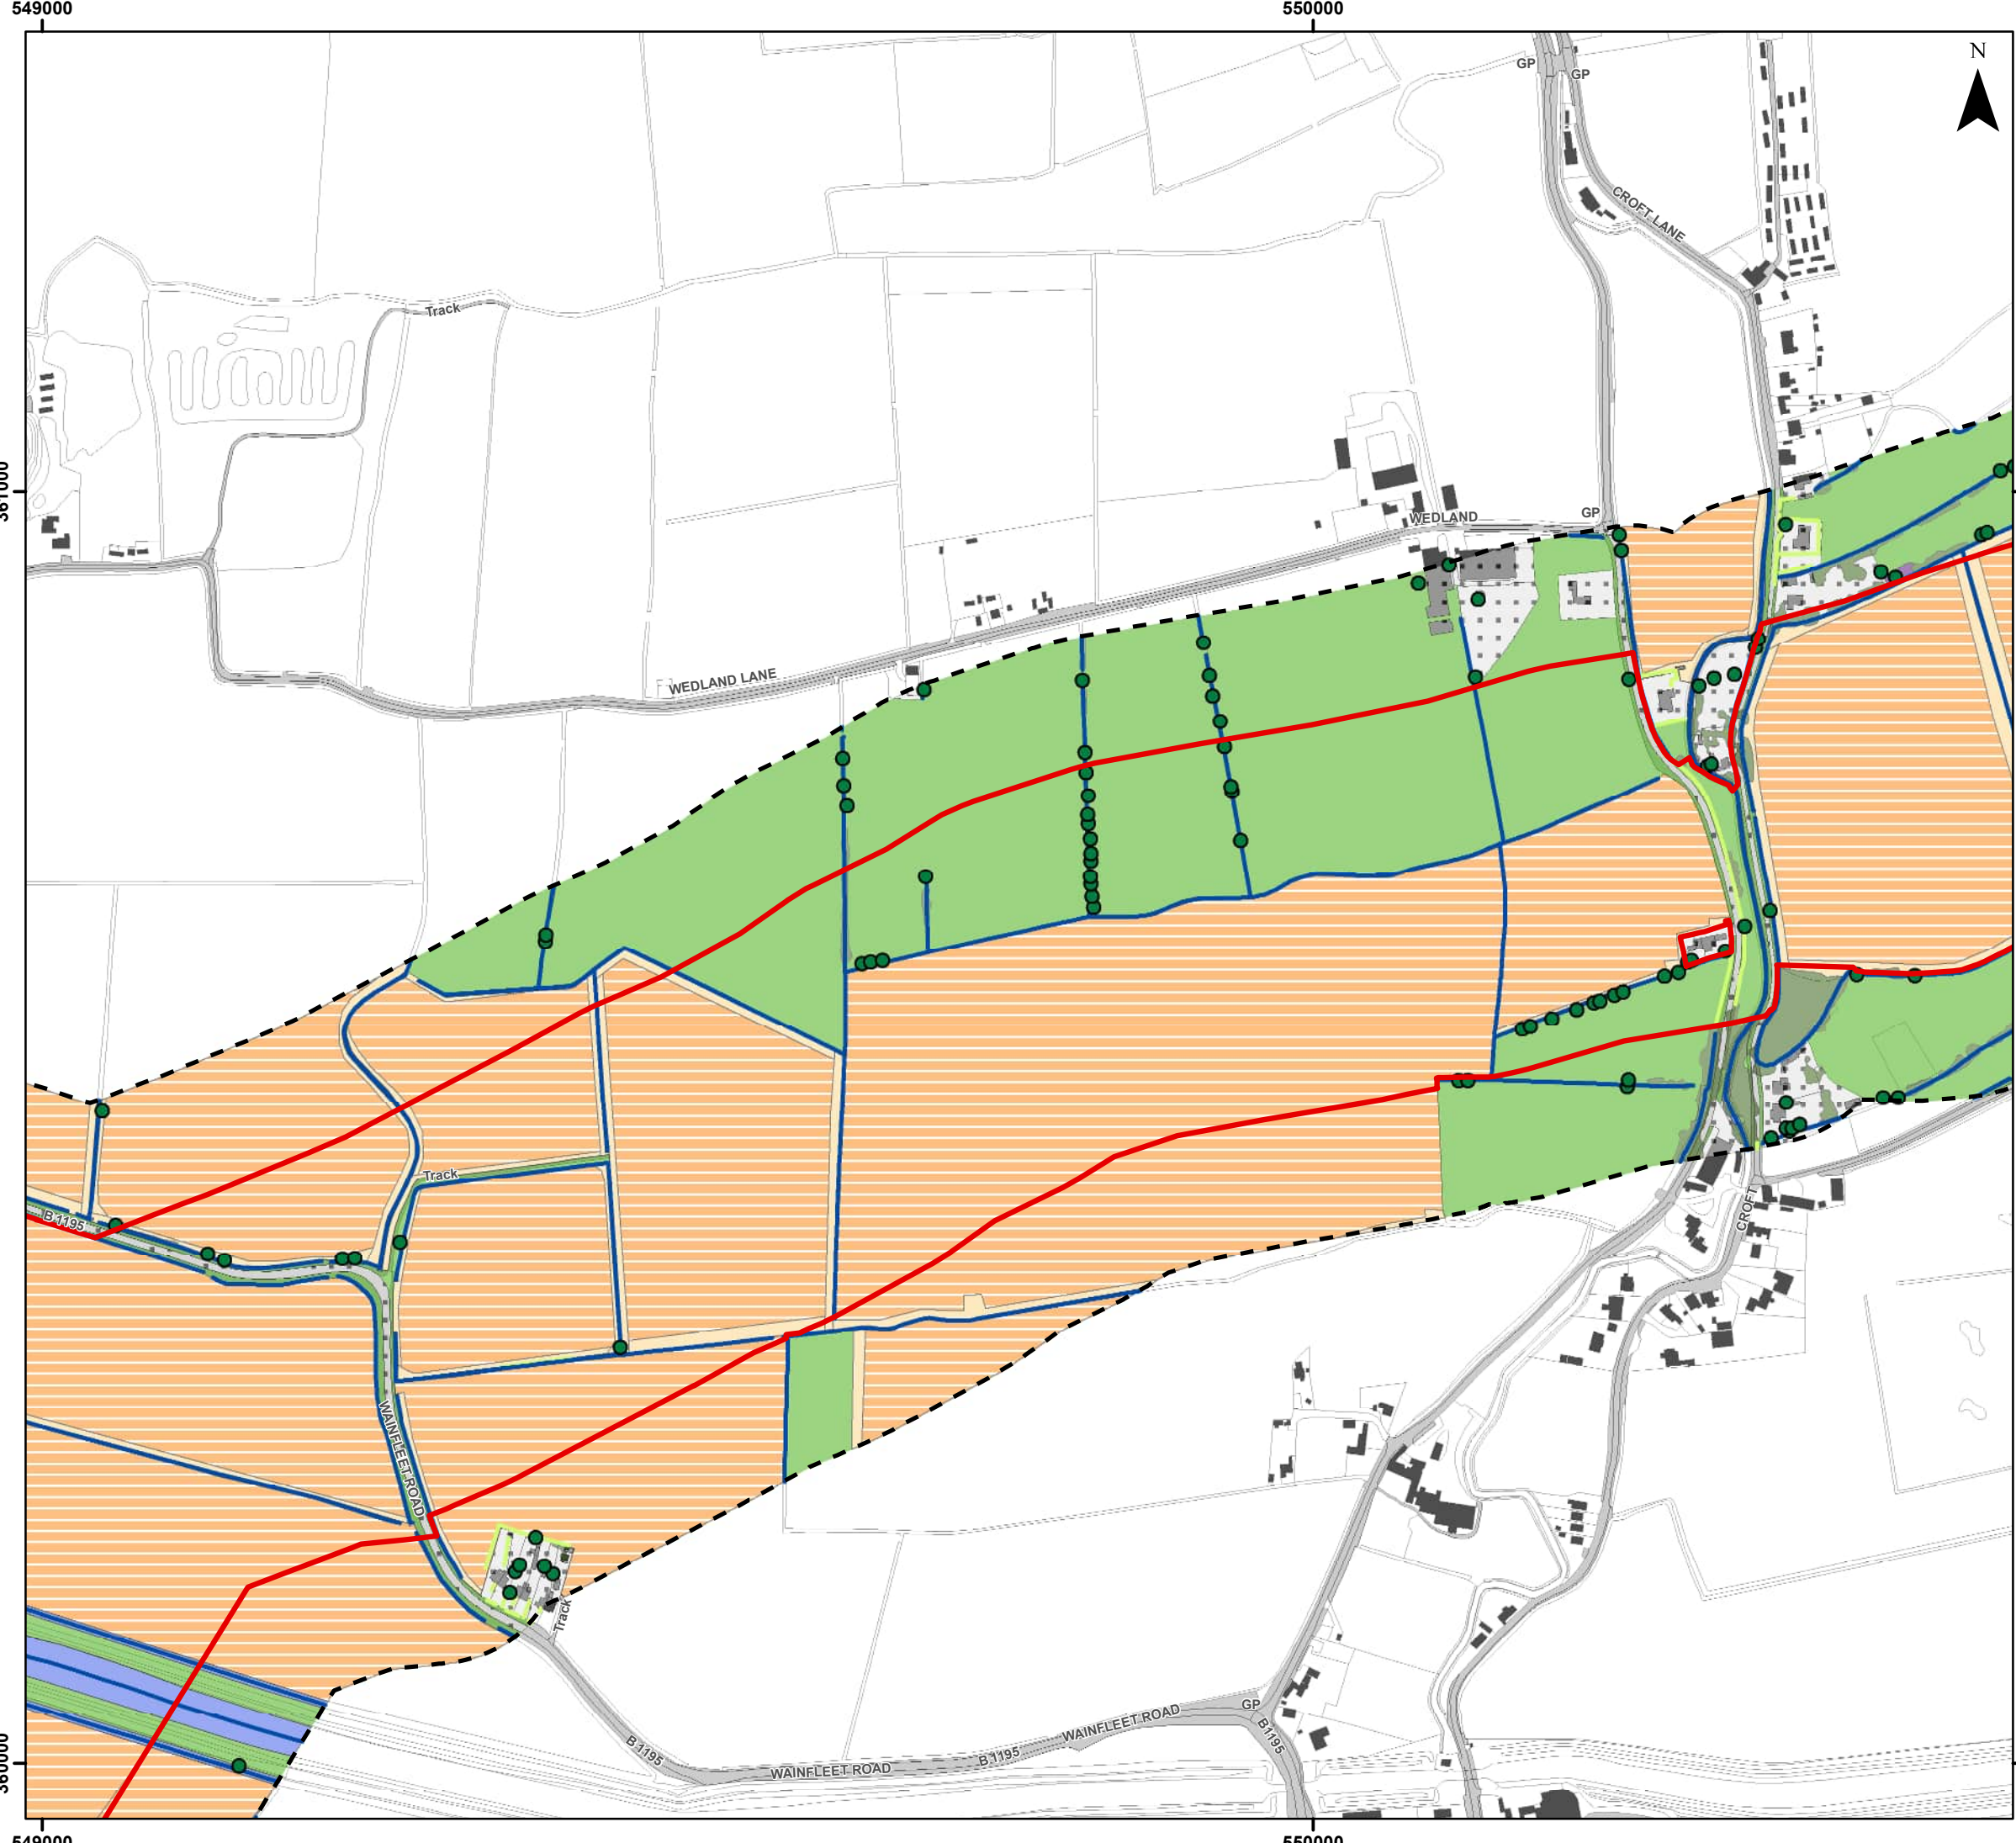 549000 550000
N
GP
GP
CROFT LANE
Track
WEDLAND
GP
WEDLAND LANE
Track
B 1195
CROFT
WAINFLEET ROAD
Track
GP
WAINFLEET ROAD
B 1195
B 1195
B 1195
WAINFLEET ROAD
549000 550000